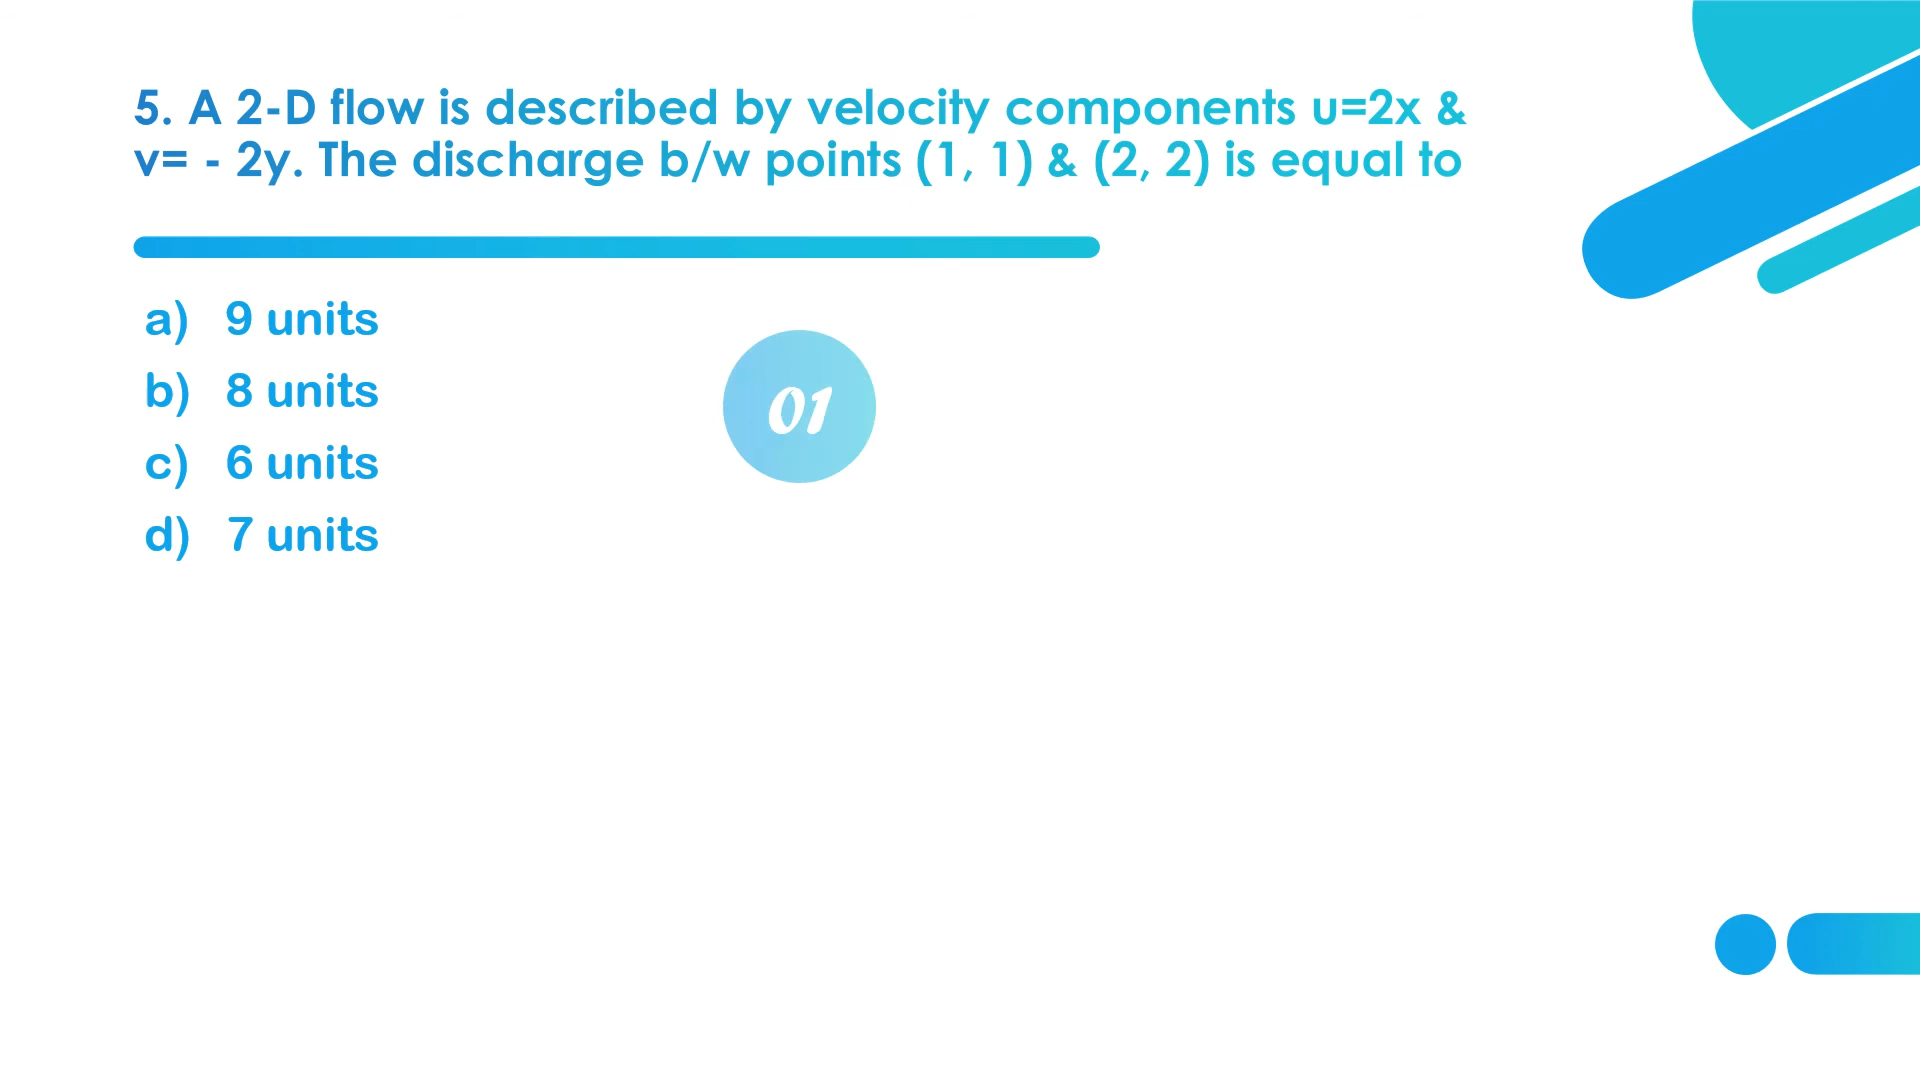 5. A 2-D flow is described by velocity components u=2x &
v= - 2y. The discharge b/w points (1, 1) & (2, 2) is equal to
a) 9 units
b) 8 units
c) 6 units
d) 7 units
01